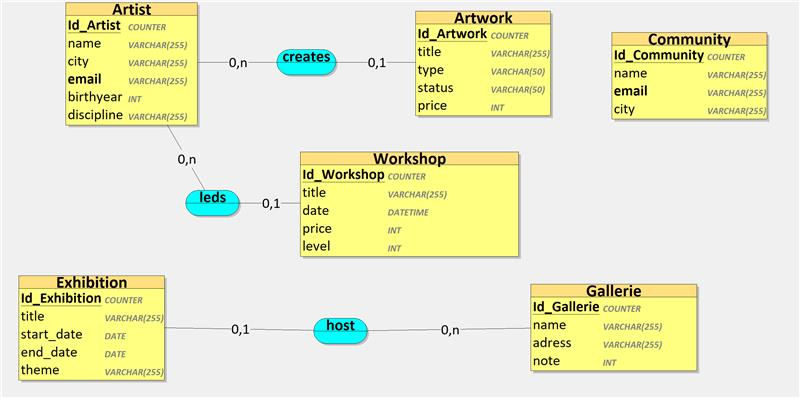 Artist
Id_Artist COUNTER
name VARCHAR(255)
city VARCHAR(255)
email VARCHAR(255)
birthyear INT
discipline VARCHAR(255)
0,n
creates
0,1
Artwork
Id_Artwork COUNTER
title VARCHAR(255)
type VARCHAR(50)
status VARCHAR(50)
price INT
Community
Id_Community COUNTER
name VARCHAR(255)
email VARCHAR(255)
city VARCHAR(255)
0,n
leds
0,1
Workshop
Id_Workshop COUNTER
title VARCHAR(255)
date DATETIME
price INT
level INT
Exhibition
Id_Exhibition COUNTER
title VARCHAR(255)
start_date DATE
end_date DATE
theme VARCHAR(255)
0,1
host
0,n
Gallerie
Id_Gallerie COUNTER
name VARCHAR(255)
adress VARCHAR(255)
note INT